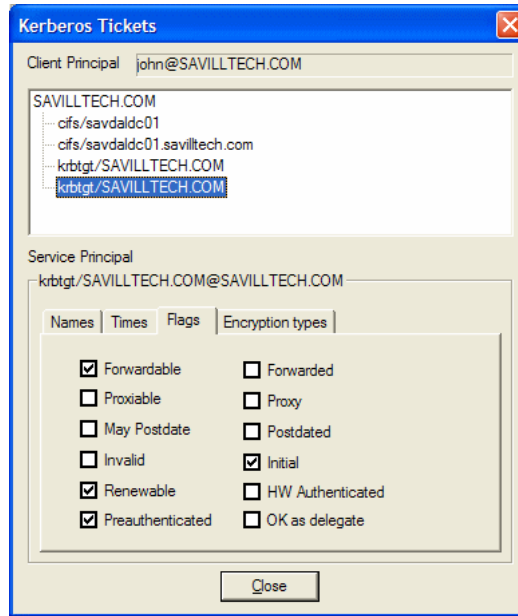 Kerberos Tickets
Client Principal john@SAVILLTECH.COM
SAVILLTECH.COM
cifs/savdaldc01
cifs/savdaldc01.savilltech.com
krbtgt/SAVILLTECH.COM
krbtgt/SAVILLTECH.COM
Service Principal
krbtgt/SAVILLTECH.COM@SAVILLTECH.COM
Names Times Flags Encryption types
Forwardable Forwarded
Proxiable Proxy
May Postdate Postdated
Invalid Initial
Renewable HW Authenticated
Preauthenticated OK as delegate
Close